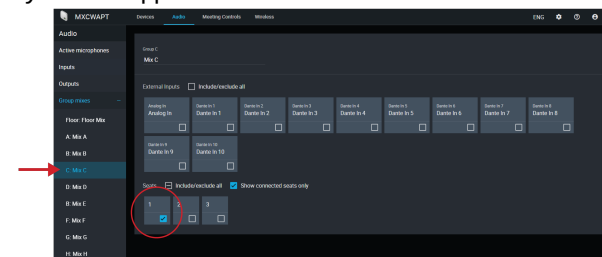 MXCWAPT
Devices Audio Meeting Controls Wireless
ENG
Audio
Active microphones
Inputs
Outputs
Group mixes
Floor: Floor Mix
A: Mix A
B: Mix B
C: Mix C
D: Mix D
B: Mix E
F: Mix F
G: Mix G
H: Mix H
Group C
Mix C
External Inputs Include/exclude all
Analog In
Analog In
Dante In 1
Dante In 1
Dante In 2
Dante In 2
Dante In 3
Dante In 3
Dante In 4
Dante In 4
Dante In 5
Dante In 5
Dante In 6
Dante In 6
Dante In 7
Dante In 7
Dante In 8
Dante In 8
Dante In 9
Dante In 9
Dante In 10
Dante In 10
Seats Include/exclude all Show connected seats only
1 2 3